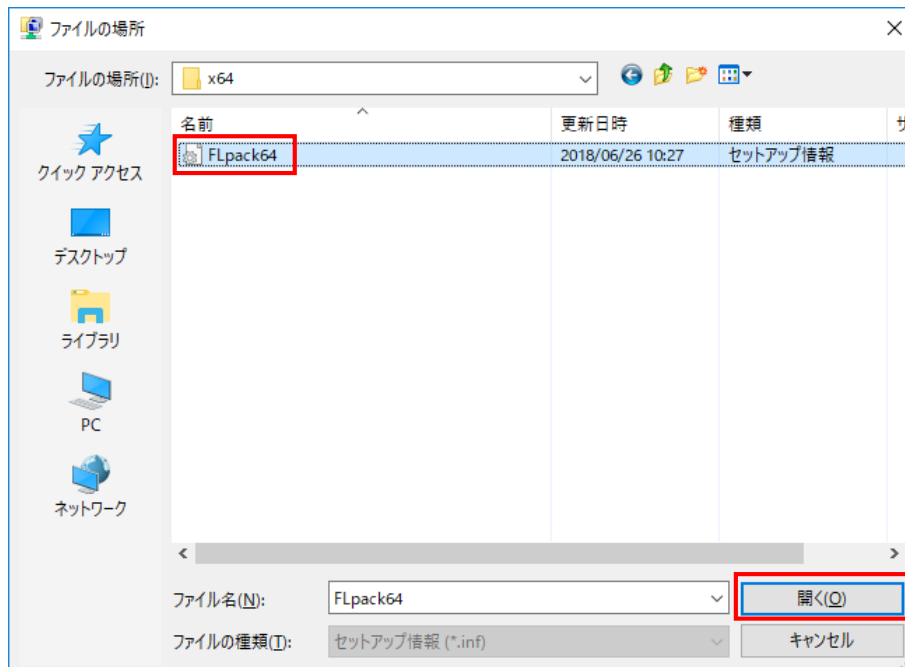 ファイルの場所
ファイルの場所(I): x64
名前 更新日時 種類 サ
FLpack64 2018/06/26 10:27 セットアップ情報
クイック アクセス
デスクトップ
ライブラリ
PC
ネットワーク
ファイル名(N): FLpack64 開く(O)
ファイルの種類(T): セットアップ情報 (*.inf) キャンセル